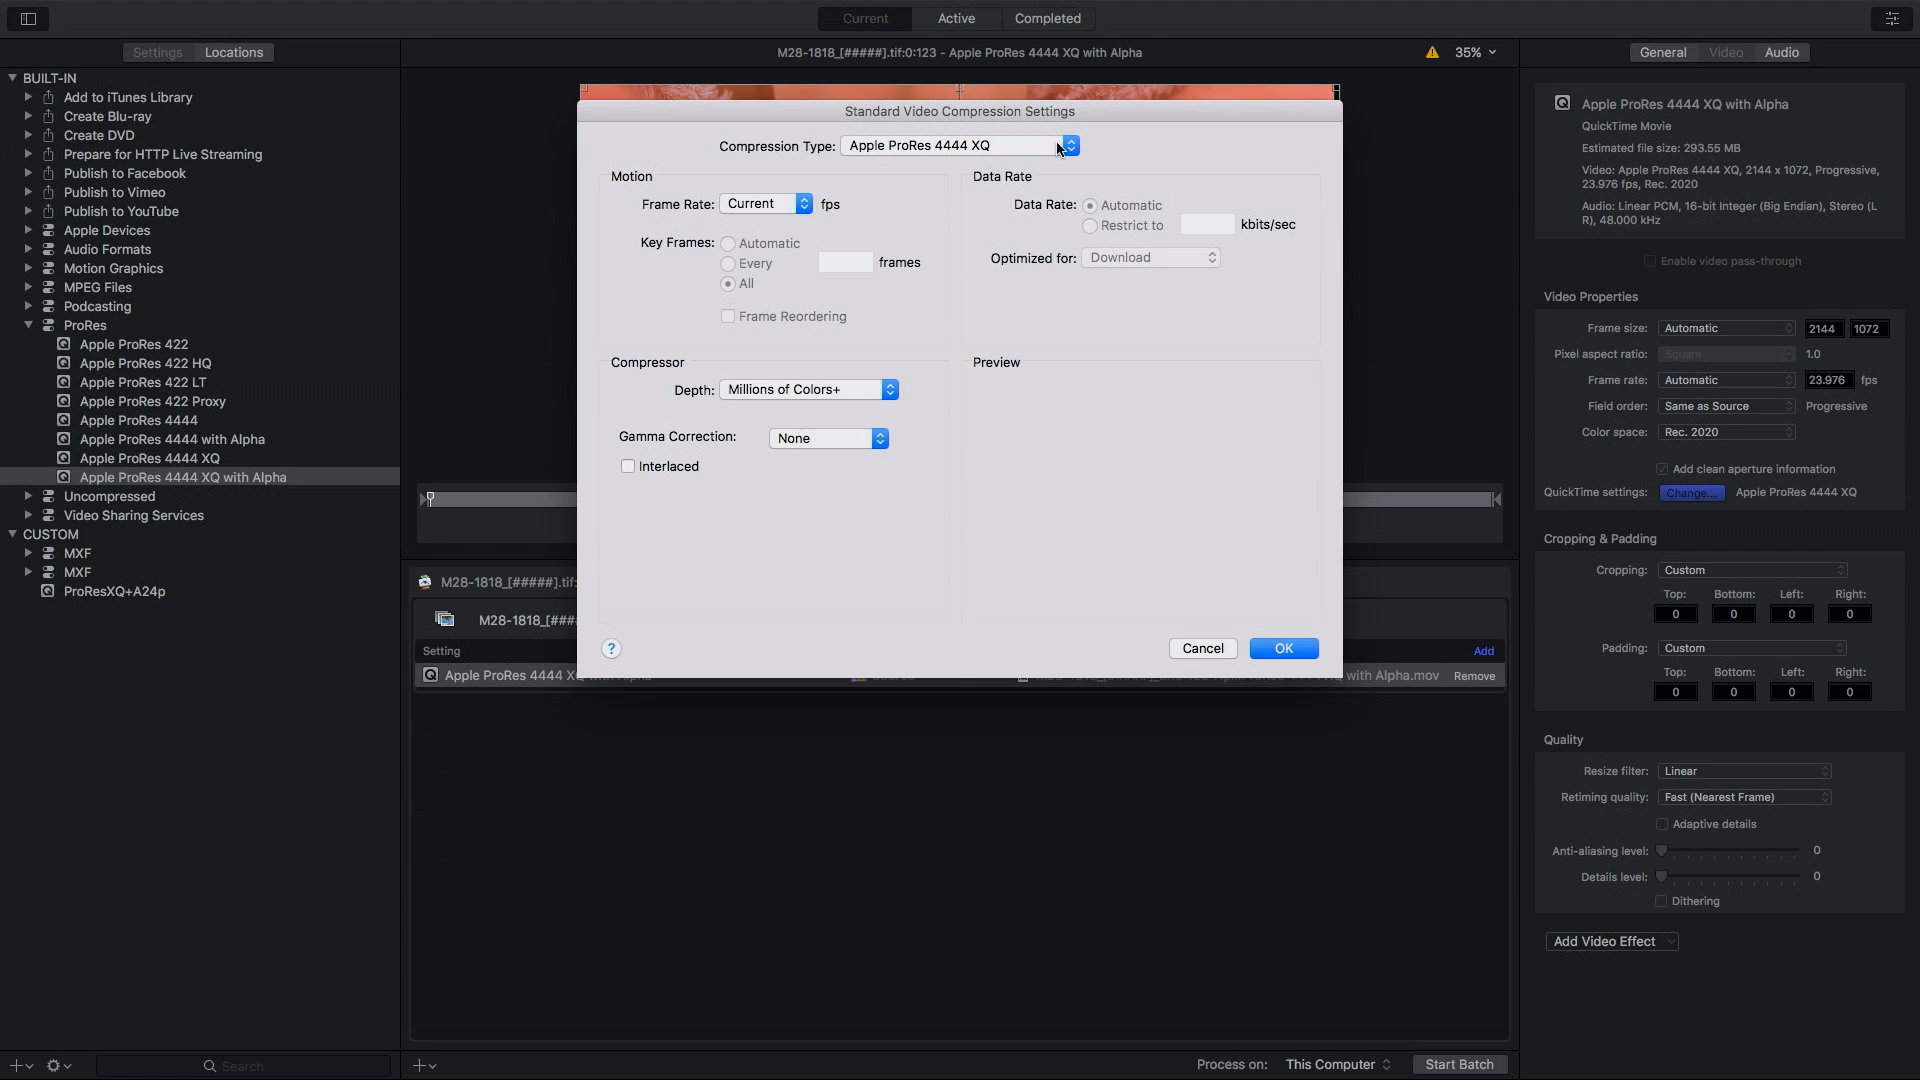 Current Active Completed
Settings Locations
M28-1818_[#####].tif:0:123 - Apple ProRes 4444 XQ with Alpha
35%
General Video Audio
BUILT-IN
Add to iTunes Library
Create Blu-ray
Create DVD
Prepare for HTTP Live Streaming
Publish to Facebook
Publish to Vimeo
Publish to YouTube
Apple Devices
Audio Formats
Motion Graphics
MPEG Files
Podcasting
ProRes
Apple ProRes 422
Apple ProRes 422 HQ
Apple ProRes 422 LT
Apple ProRes 422 Proxy
Apple ProRes 4444
Apple ProRes 4444 with Alpha
Apple ProRes 4444 XQ
Apple ProRes 4444 XQ with Alpha
Uncompressed
Video Sharing Services
CUSTOM
MXF
MXF
ProResXQ+A24p
Search
Standard Video Compression Settings
Compression Type: Apple ProRes 4444 XQ
Motion
Frame Rate: Current fps
Key Frames: Automatic
Every frames
All
Frame Reordering
Data Rate
Data Rate: Automatic
Restrict to kbits/sec
Optimized for: Download
Compressor
Depth: Millions of Colors+
Gamma Correction: None
Interlaced
Preview
?
Cancel OK
M28-1818_[#####].tif:
M28-1818_[###
Setting Add
Apple ProRes 4444 X with Alpha.mov Remove
Process on: This Computer Start Batch
Apple ProRes 4444 XQ with Alpha
QuickTime Movie
Estimated file size: 293.55 MB
Video: Apple ProRes 4444 XQ, 2144 x 1072, Progressive,
23.976 fps, Rec. 2020
Audio: Linear PCM, 16-bit Integer (Big Endian), Stereo (L
R), 48.000 kHz
Enable video pass-through
Video Properties
Frame size: Automatic 2144 1072
Pixel aspect ratio: Square 1.0
Frame rate: Automatic 23.976 fps
Field order: Same as Source Progressive
Color space: Rec. 2020
Add clean aperture information
QuickTime settings: Change... Apple ProRes 4444 XQ
Cropping & Padding
Cropping: Custom
Top: Bottom: Left: Right:
0 0 0 0
Padding: Custom
Top: Bottom: Left: Right:
0 0 0 0
Quality
Resize filter: Linear
Retiming quality: Fast (Nearest Frame)
Adaptive details
Anti-aliasing level: 0
Details level: 0
Dithering
Add Video Effect